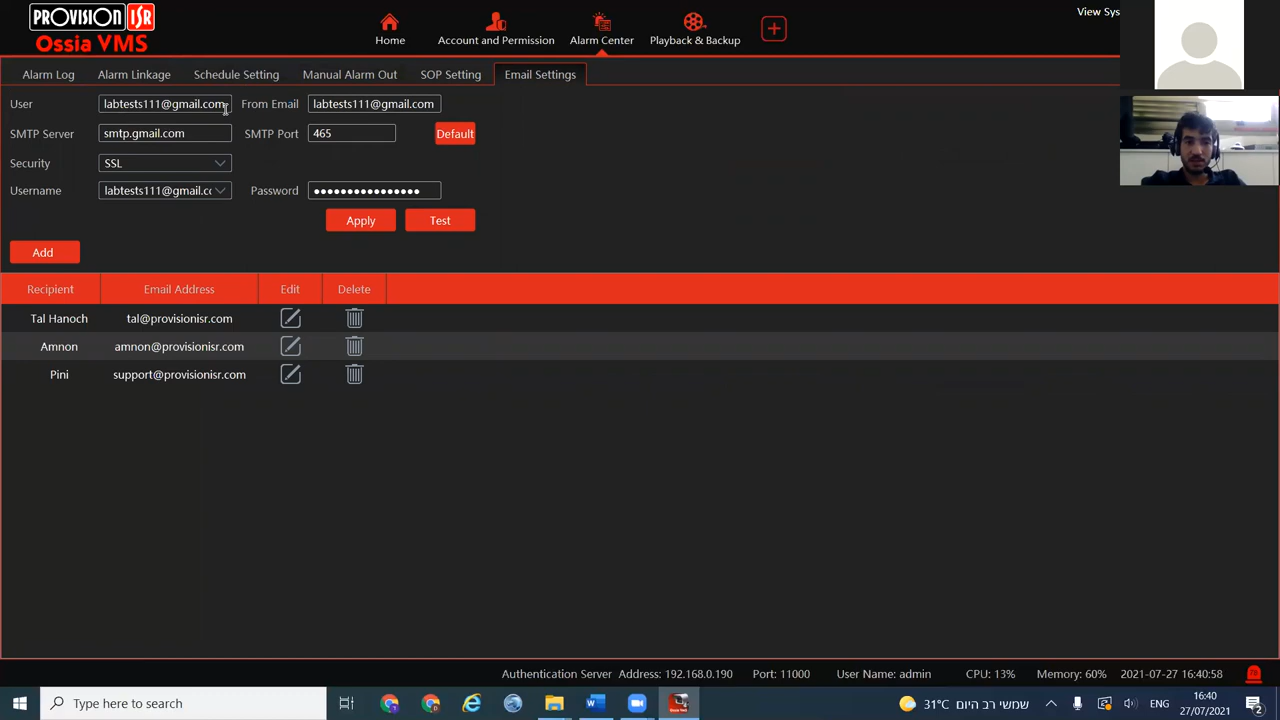 PROVISION ISR
Ossia VMS
Home
Account and Permission
Alarm Center
Playback & Backup
View Sys
Alarm Log
Alarm Linkage
Schedule Setting
Manual Alarm Out
SOP Setting
Email Settings
User labtests111@gmail.com From Email labtests111@gmail.com
SMTP Server smtp.gmail.com SMTP Port 465 Default
Security SSL
Username labtests111@gmail.cc Password ●●●●●●●●●●●●●●●●
Apply Test
Add
Recipient Email Address Edit Delete
Tal Hanoch tal@provisionisr.com
Amnon amnon@provisionisr.com
Pini support@provisionisr.com
Authentication Server Address: 192.168.0.190 Port: 11000 User Name: admin CPU: 13% Memory: 60% 2021-07-27 16:40:58
Type here to search
31°C שמשי רב היום
ENG
16:40
27/07/2021
2